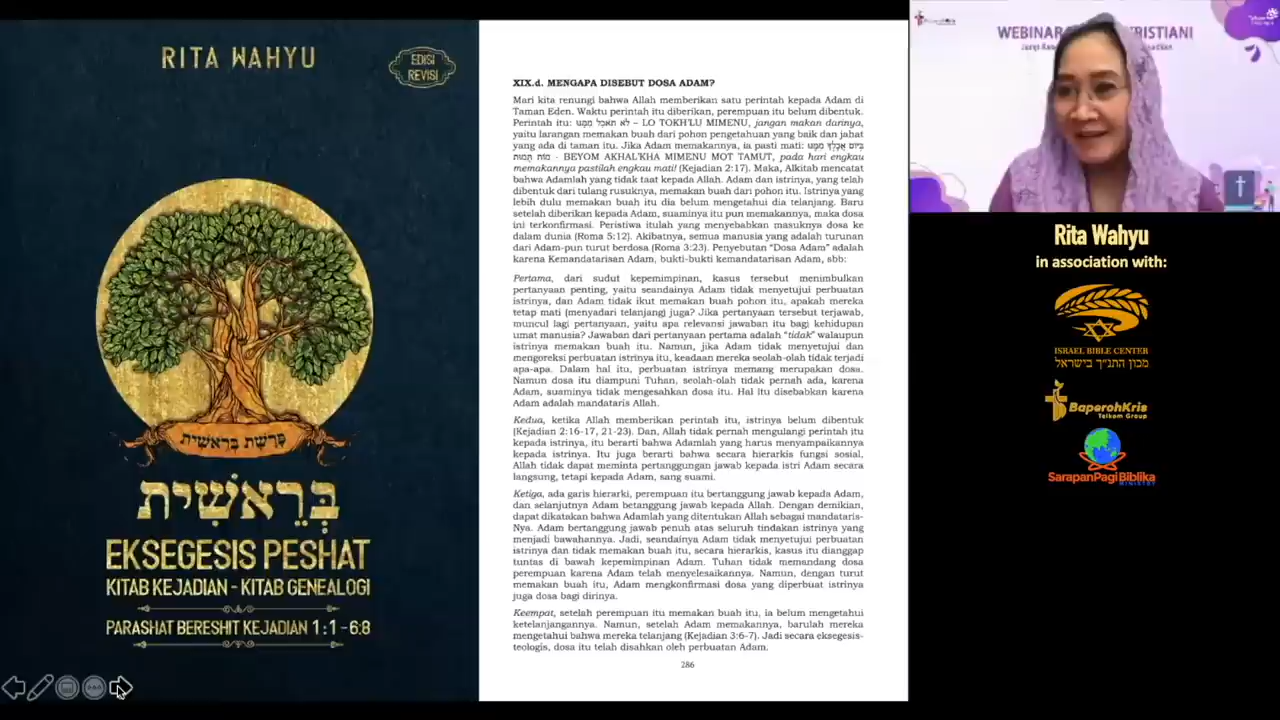 RITA WAHYU
EDISI
REVISI
פָּרָשַׁת בְּרֵאשִׁית
בְּרֵאשִׁית
EKSEGESIS PESHAT
KITAB KEJADIAN - KITAB GENEALOGI
PARASHAT BERESHIT KEJADIAN 1:1 - 6:8
XIX.d. MENGAPA DISEBUT DOSA ADAM?
Mari kita renungi bahwa Allah memberikan satu perintah kepada Adam di
Taman Eden. Waktu perintah itu diberikan, perempuan itu belum dibentuk.
Perintah itu: לא תאכל ממנו – LO TOKH'LU MIMENU, jangan makan darinya,
yaitu larangan memakan buah dari pohon pengetahuan yang baik dan jahat
yang ada di taman itu. Jika Adam memakannya, ia pasti mati: ביום אכלך ממנו
מות תמות - BEYOM AKHAL'KHA MIMENU MOT TAMUT, pada hari engkau
memakannya pastilah engkau mati! (Kejadian 2:17). Maka, Alkitab mencatat
bahwa Adamlah yang tidak taat kepada Allah. Adam dan istrinya, yang telah
dibentuk dari tulang rusuknya, memakan buah dari pohon itu. Istrinya yang
lebih dulu memakan buah itu dia belum mengetahui dia telanjang. Baru
setelah diberikan kepada Adam, suaminya itu pun memakannya, maka dosa
ini terkonfirmasi. Peristiwa itulah yang menyebabkan masuknya dosa ke
dalam dunia (Roma 5:12). Akibatnya, semua manusia yang adalah turunan
dari Adam-pun turut berdosa (Roma 3:23). Penyebutan "Dosa Adam" adalah
karena Kemandatarisan Adam, bukti-bukti kemandatarisan Adam, sbb:
Pertama, dari sudut kepemimpinan, kasus tersebut menimbulkan
pertanyaan penting, yaitu seandainya Adam tidak menyetujui perbuatan
istrinya, dan Adam tidak ikut memakan buah pohon itu, apakah mereka
tetap mati (menyadari telanjang) juga? Jika pertanyaan tersebut terjawab,
muncul lagi pertanyaan, yaitu apa relevansi jawaban itu bagi kehidupan
umat manusia? Jawaban dari pertanyaan pertama adalah "tidak" walaupun
istrinya memakan buah itu. Namun, jika Adam tidak menyetujui dan
mengoreksi perbuatan istrinya itu, keadaan mereka seolah-olah tidak terjadi
apa-apa. Dalam hal itu, perbuatan istrinya memang merupakan dosa.
Namun dosa itu diampuni Tuhan, seolah-olah tidak pernah ada, karena
Adam, suaminya tidak mengesahkan dosa itu. Hal itu disebabkan karena
Adam adalah mandataris Allah.
Kedua, ketika Allah memberikan perintah itu, istrinya belum dibentuk
(Kejadian 2:16-17, 21-23). Dan, Allah tidak pernah mengulangi perintah itu
kepada istrinya, itu berarti bahwa Adamlah yang harus menyampaikannya
kepada istrinya. Itu juga berarti bahwa secara hierarkis fungsi sosial,
Allah tidak dapat meminta pertanggungan jawab kepada istri Adam secara
langsung, tetapi kepada Adam, sang suami.
Ketiga, ada garis hierarki, perempuan itu bertanggung jawab kepada Adam,
dan selanjutnya Adam betanggung jawab kepada Allah. Dengan demikian,
dapat dikatakan bahwa Adamlah yang ditentukan Allah sebagai mandataris-
Nya. Adam bertanggung jawab penuh atas seluruh tindakan istrinya yang
menjadi bawahannya. Jadi, seandainya Adam tidak menyetujui perbuatan
istrinya dan tidak memakan buah itu, secara hierarkis, kasus itu dianggap
tuntas di bawah kepemimpinan Adam. Tuhan tidak memandang dosa
perempuan karena Adam telah menyelesaikannya. Namun, dengan turut
memakan buah itu, Adam mengkonfirmasi dosa yang diperbuat istrinya
juga dosa bagi dirinya.
Keempat, setelah perempuan itu memakan buah itu, ia belum mengetahui
ketelanjangannya. Namun, setelah Adam memakannya, barulah mereka
mengetahui bahwa mereka telanjang (Kejadian 3:6-7). Jadi secara eksegesis-
teologis, dosa itu telah disahkan oleh perbuatan Adam.
286
WEBINAR
RISTIANI
Rita Wahyu
in association with:
ISRAEL BIBLE CENTER
מכון התנ"ך בישראל
BaperohKris
Telkom Group
SarapanPagi Biblika
MINISTRY